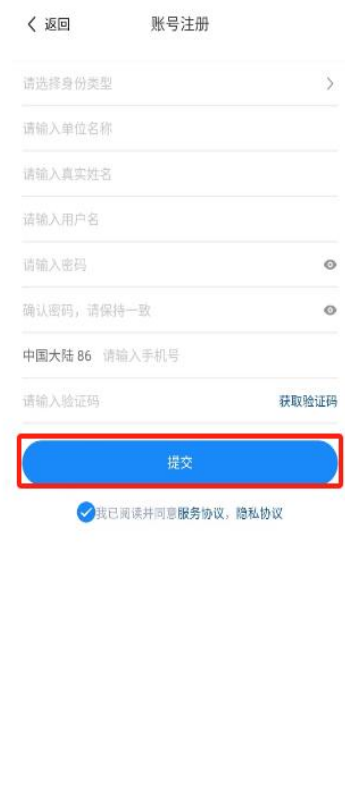 返回 账号注册
请选择身份类型
请输入单位名称
请输入真实姓名
请输入用户名
请输入密码
确认密码，请保持一致
中国大陆 86 请输入手机号
请输入验证码 获取验证码
提交
我已阅读并同意服务协议，隐私协议